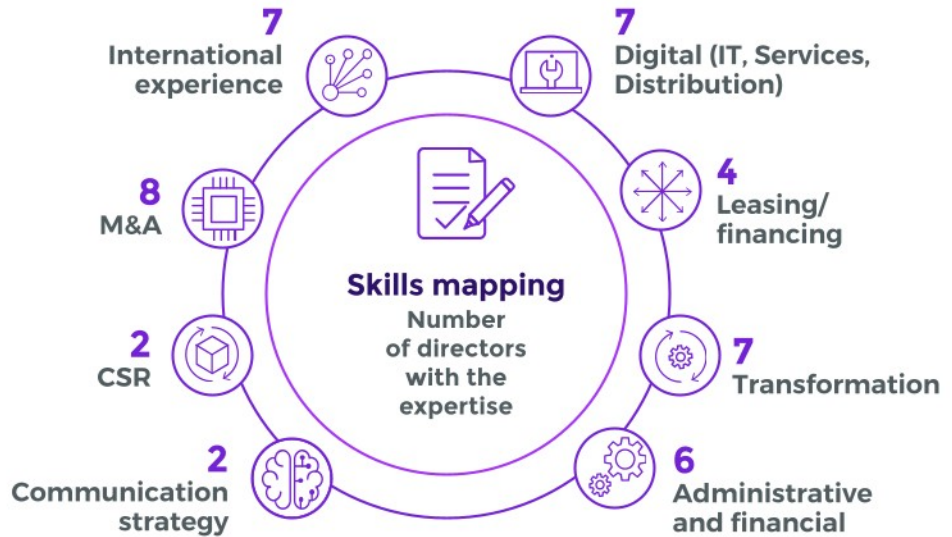 7
International
experience
7
Digital (IT, Services,
Distribution)
8
M&A
4
Leasing/
financing
Skills mapping
Number
of directors
with the
expertise
2
CSR
7
Transformation
2
Communication
strategy
6
Administrative
and financial